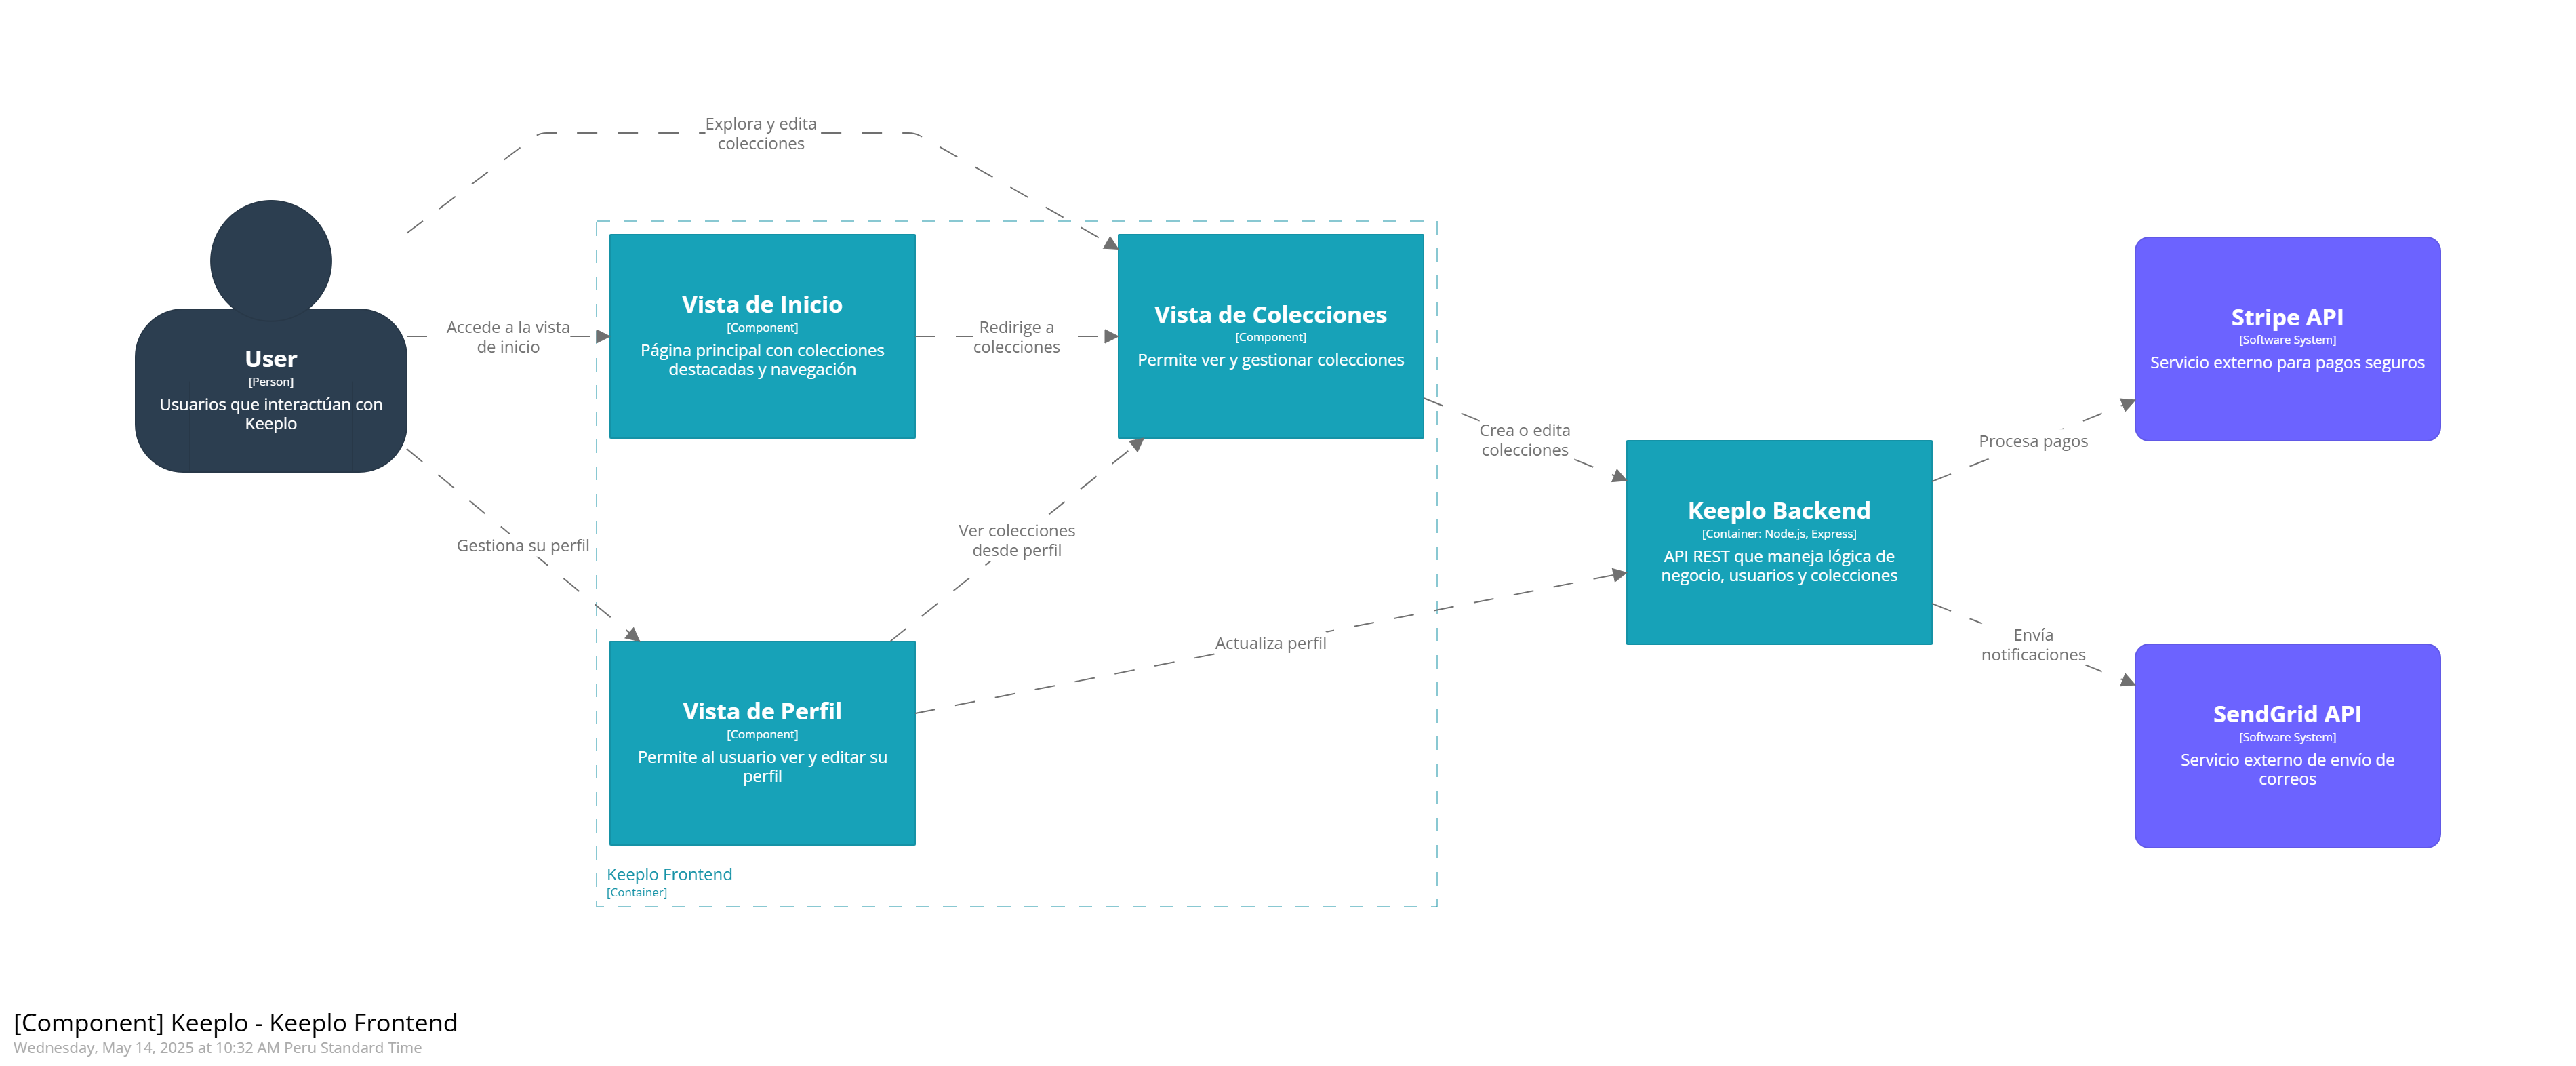 Explora y edita
colecciones
User
[Person]
Usuarios que interactúan con
Keeplo
Accede a la vista
de inicio
Vista de Inicio
[Component]
Página principal con colecciones
destacadas y navegación
Redirige a
colecciones
Vista de Colecciones
[Component]
Permite ver y gestionar colecciones
Stripe API
[Software System]
Servicio externo para pagos seguros
Crea o edita
colecciones
Procesa pagos
Gestiona su perfil
Ver colecciones
desde perfil
Keeplo Backend
[Container: Node.js, Express]
API REST que maneja lógica de
negocio, usuarios y colecciones
Actualiza perfil
Envía
notificaciones
Vista de Perfil
[Component]
Permite al usuario ver y editar su
perfil
SendGrid API
[Software System]
Servicio externo de envío de
correos
Keeplo Frontend
[Container]
[Component] Keeplo - Keeplo Frontend
Wednesday, May 14, 2025 at 10:32 AM Peru Standard Time